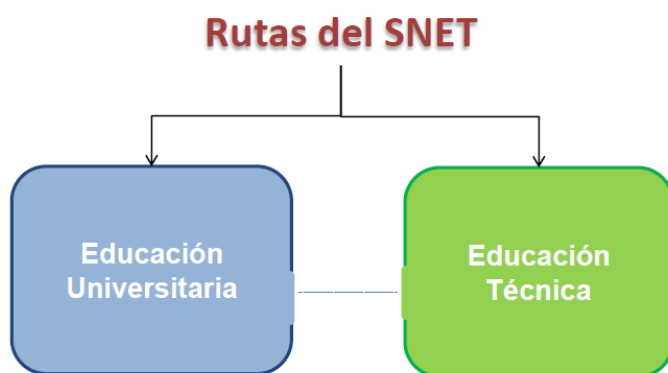 Rutas del SNET
Educación
Universitaria
Educación
Técnica